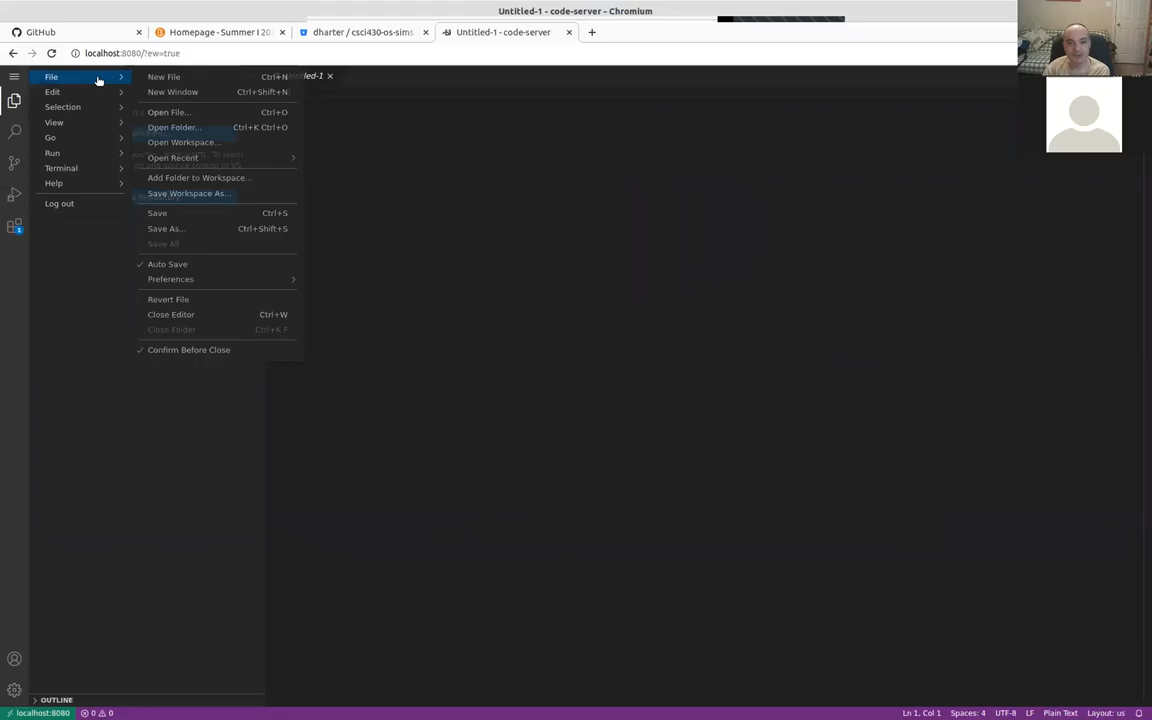 Untitled-1 - code-server - Chromium
GitHub
Homepage - Summer I 20
dharter / csci430-os-sims
Untitled-1 - code-server
localhost:8080/?ew=true
File
Edit
Selection
View
Go
Run
Terminal
Help
Log out
New File Ctrl+N
New Window Ctrl+Shift+N
Open File... Ctrl+O
Open Folder... Ctrl+K Ctrl+O
Open Workspace...
Open Recent
Add Folder to Workspace...
Save Workspace As...
Save Ctrl+S
Save As... Ctrl+Shift+S
Save All
Auto Save
Preferences
Revert File
Close Editor Ctrl+W
Close Folder Ctrl+K F
Confirm Before Close
1
OUTLINE
localhost:8080 0 0 Ln 1, Col 1 Spaces: 4 UTF-8 LF Plain Text Layout: us